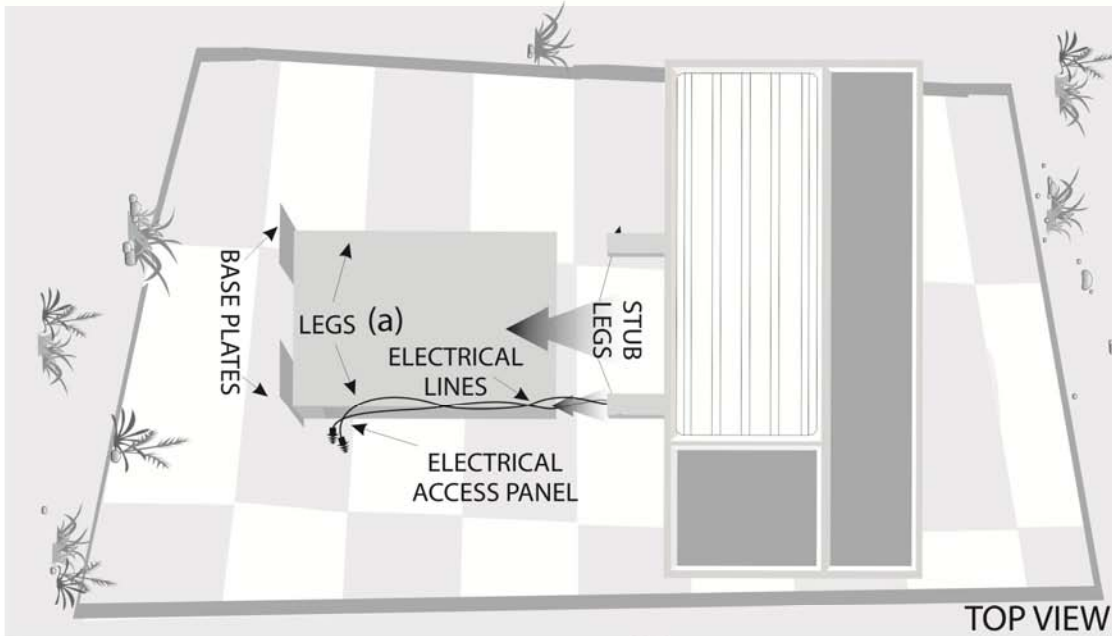 BASE PLATES
LEGS (a)
STUB
LEGS
ELECTRICAL
LINES
ELECTRICAL
ACCESS PANEL
TOP VIEW